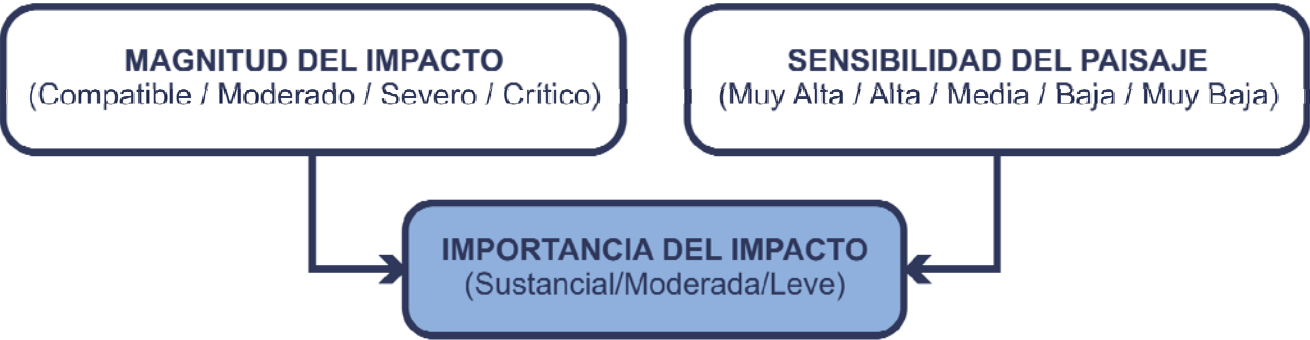 MAGNITUD DEL IMPACTO
(Compatible / Moderado / Severo / Crítico)
SENSIBILIDAD DEL PAISAJE
(Muy Alta / Alta / Media / Baja / Muy Baja)
IMPORTANCIA DEL IMPACTO
(Sustancial/Moderada/Leve)